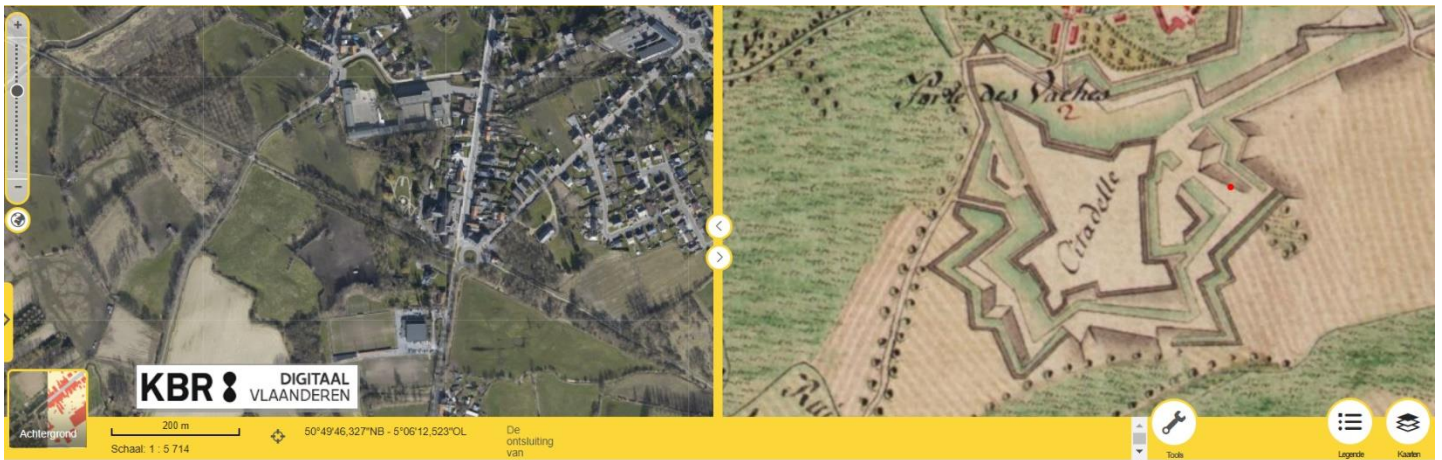 +
−
Porte des Vaches
2
Citadelle
KBR
DIGITAAL
VLAANDEREN
Achtergrond
200 m
Schaal: 1 : 5 714
50°49'46,327"NB - 5°06'12,523"OL
De
ontsluiting
van
Tools
Legende
Kaarten